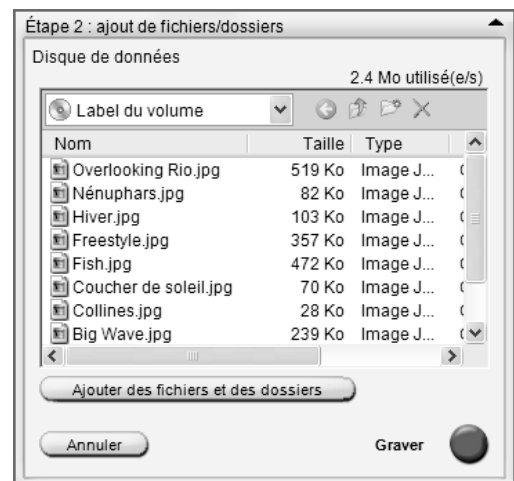 Étape 2 : ajout de fichiers/dossiers
Disque de données
2.4 Mo utilisé(e/s)
Label du volume
Nom Taille Type
Overlooking Rio.jpg 519 Ko Image J...
Nénuphars.jpg 82 Ko Image J...
Hiver.jpg 103 Ko Image J...
Freestyle.jpg 357 Ko Image J...
Fish.jpg 472 Ko Image J...
Coucher de soleil.jpg 70 Ko Image J...
Collines.jpg 28 Ko Image J...
Big Wave.jpg 239 Ko Image J...
Ajouter des fichiers et des dossiers
Annuler Graver